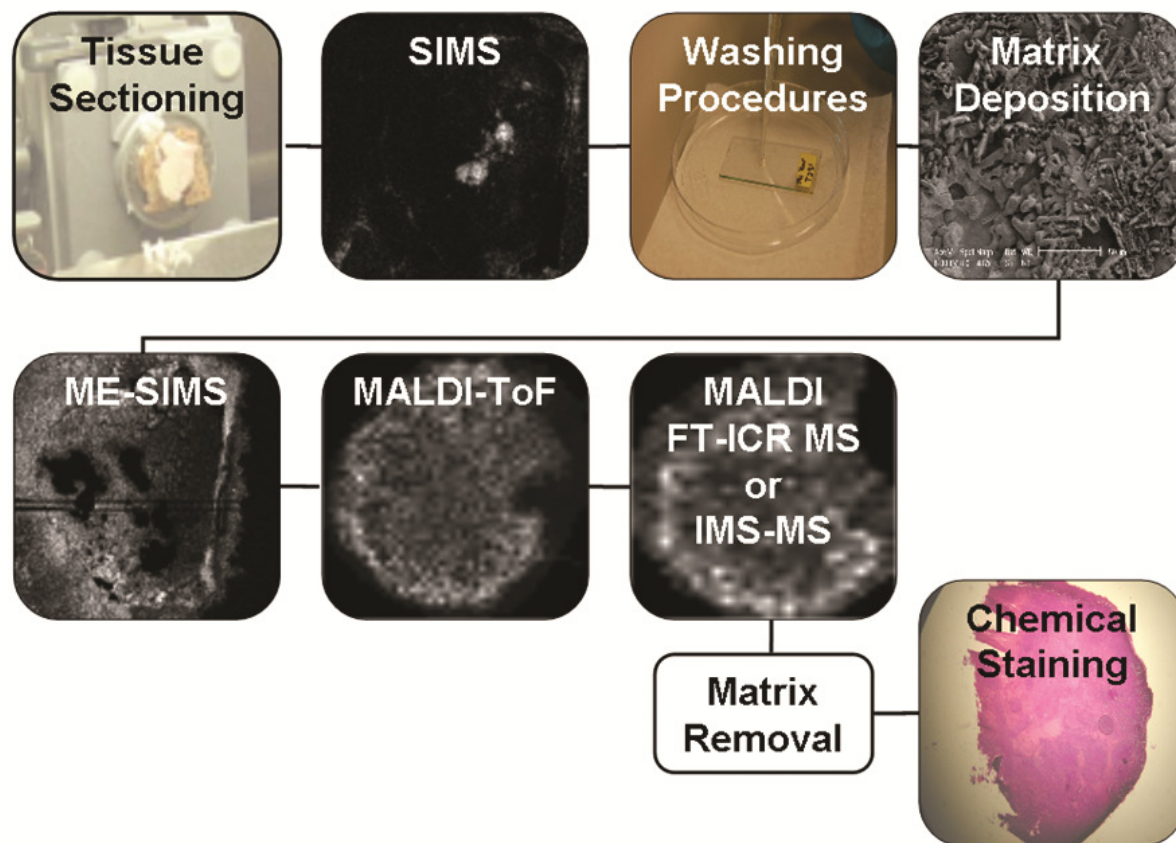 Tissue
Sectioning
SIMS
Washing
Procedures
Matrix
Deposition
ME-SIMS
MALDI-ToF
MALDI
FT-ICR MS
or
IMS-MS
Matrix
Removal
Chemical
Staining